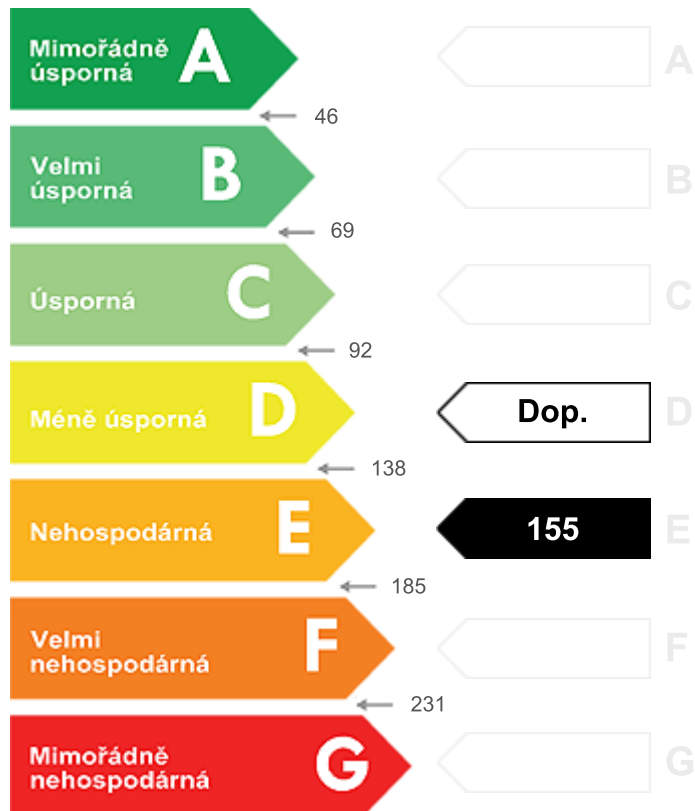 Mimořádně
úsporná
A
A
46
Velmi
úsporná
B
B
69
Úsporná
C
C
92
Méně úsporná
D
Dop.
D
138
Nehospodárná
E
155
E
185
Velmi
nehospodárná
F
F
231
Mimořádně
nehospodárná
G
G